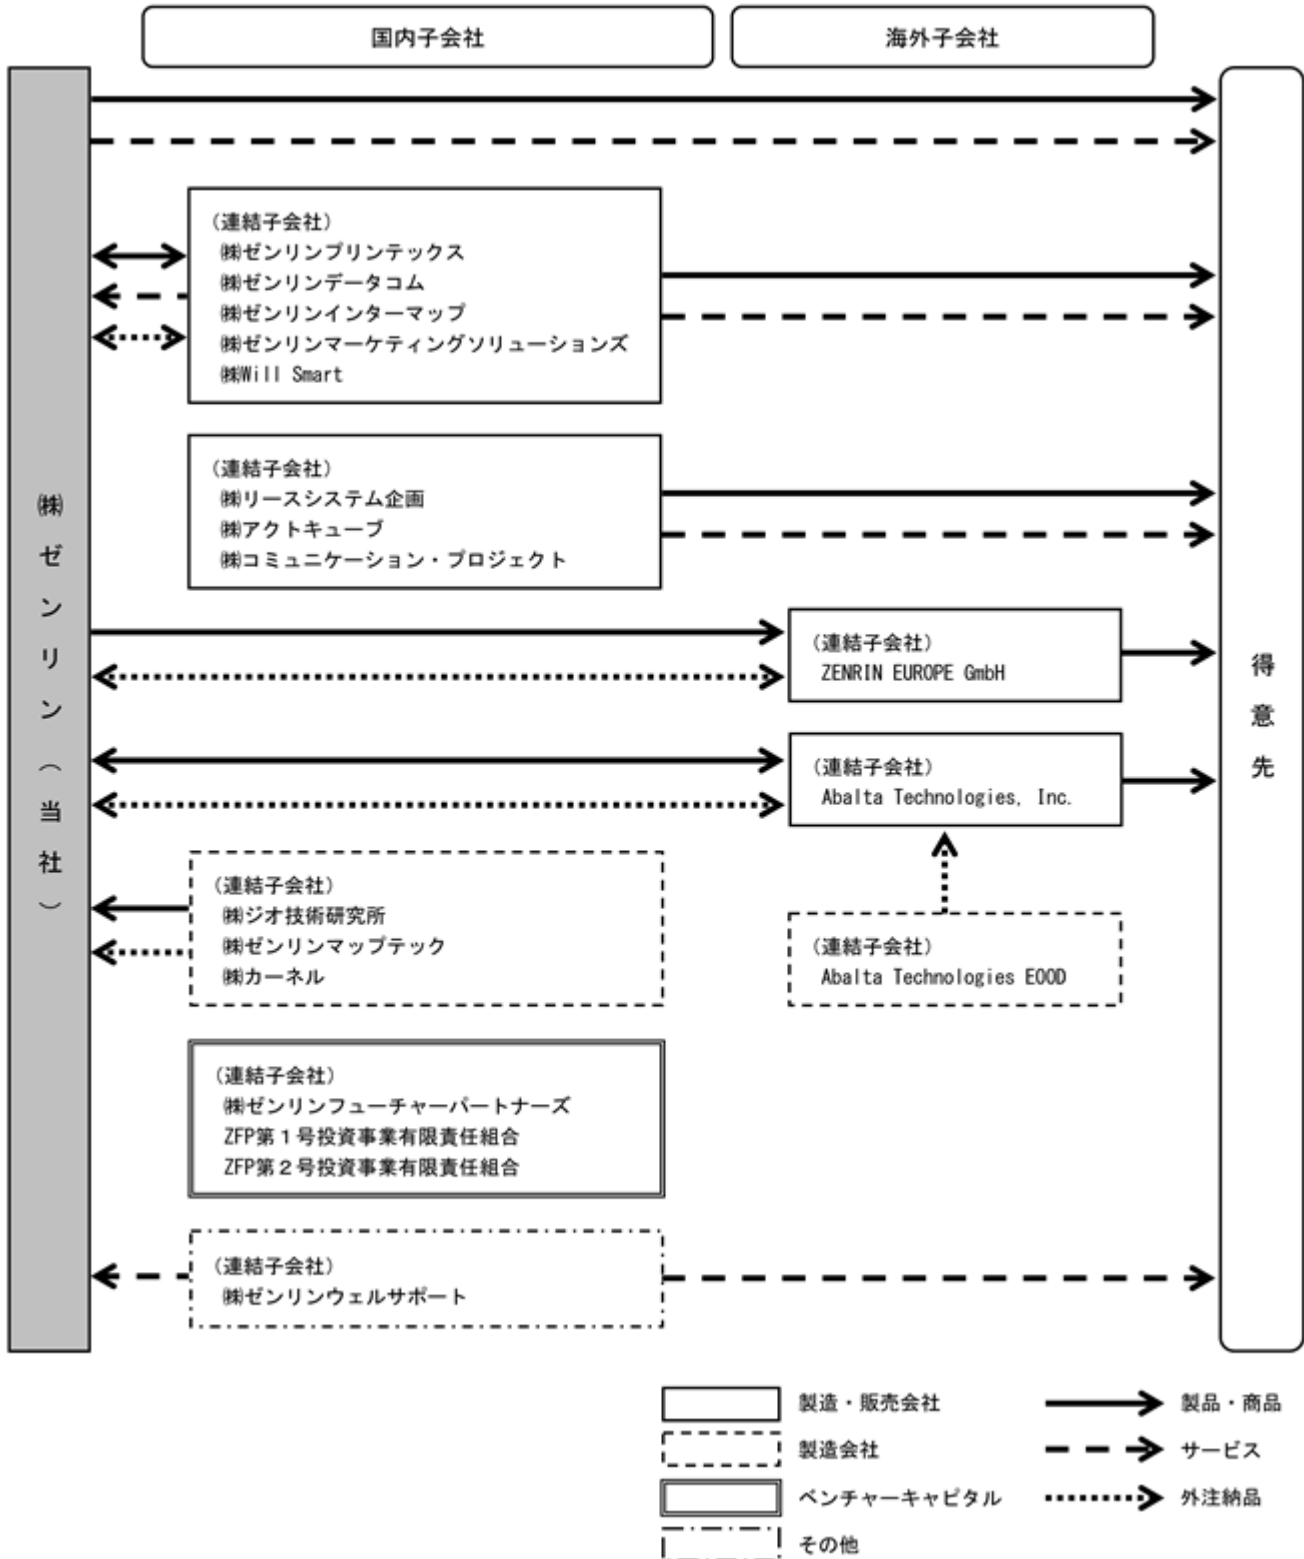 国内子会社
海外子会社
㈱ゼンリン（当社）
得意先
（連結子会社）
㈱ゼンリンプリンテックス
㈱ゼンリンデータコム
㈱ゼンリンインターマップ
㈱ゼンリンマーケティングソリューションズ
㈱Will Smart
（連結子会社）
㈱リースシステム企画
㈱アクトキューブ
㈱コミュニケーション・プロジェクト
（連結子会社）
ZENRIN EUROPE GmbH
（連結子会社）
Abalta Technologies, Inc.
（連結子会社）
㈱ジオ技術研究所
㈱ゼンリンマップテック
㈱カーネル
（連結子会社）
Abalta Technologies EOOD
（連結子会社）
㈱ゼンリンフューチャーパートナーズ
ZFP第１号投資事業有限責任組合
ZFP第２号投資事業有限責任組合
（連結子会社）
㈱ゼンリンウェルサポート
製造・販売会社
製品・商品
製造会社
サービス
ベンチャーキャピタル
外注納品
その他